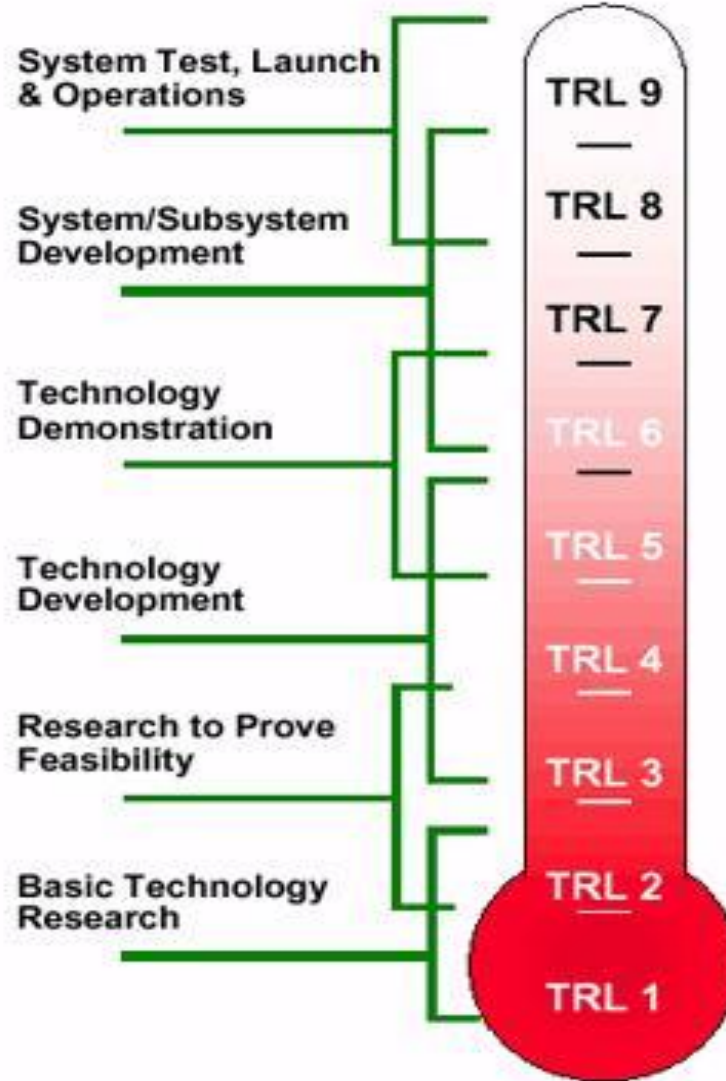 System Test, Launch
& Operations
System/Subsystem
Development
Technology
Demonstration
Technology
Development
Research to Prove
Feasibility
Basic Technology
Research
TRL 9
TRL 8
TRL 7
TRL 6
TRL 5
TRL 4
TRL 3
TRL 2
TRL 1